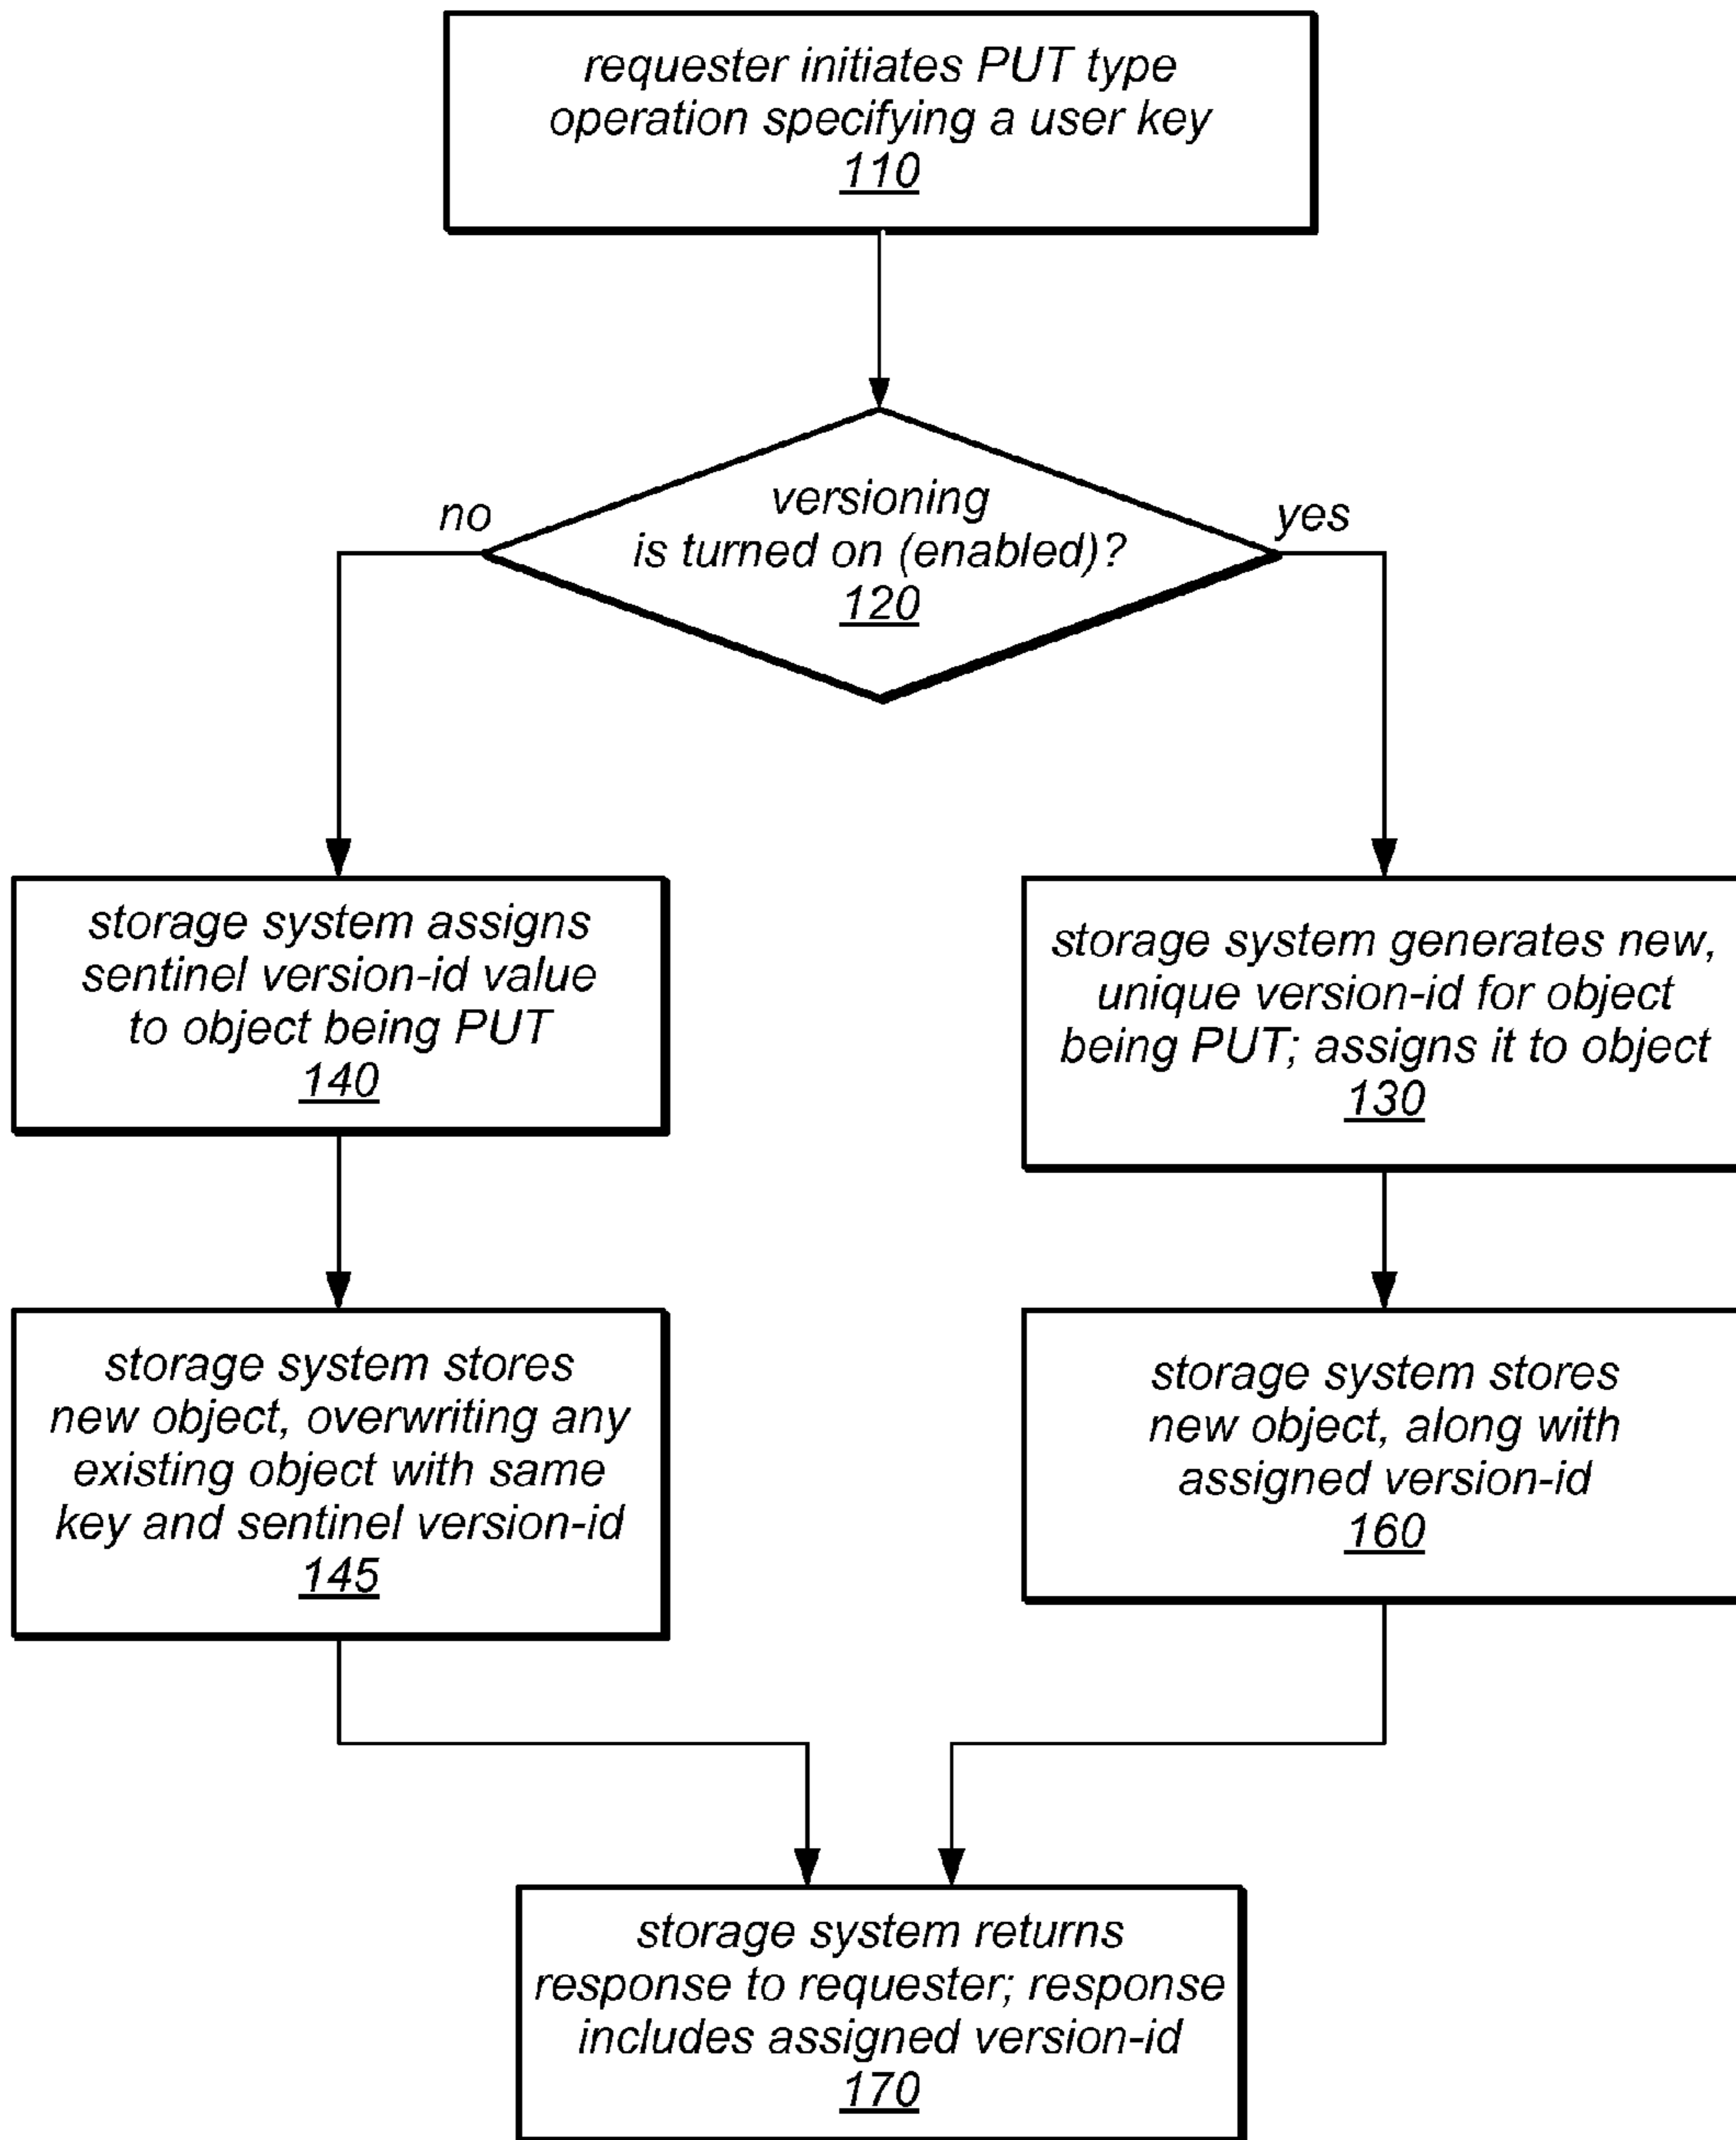 requester initiates PUT type
operation specifying a user key
110
versioning
is turned on (enabled)?
120
no
yes
storage system assigns
sentinel version-id value
to object being PUT
140
storage system generates new,
unique version-id for object
being PUT; assigns it to object
130
storage system stores
new object, overwriting any
existing object with same
key and sentinel version-id
145
storage system stores
new object, along with
assigned version-id
160
storage system returns
response to requester; response
includes assigned version-id
170